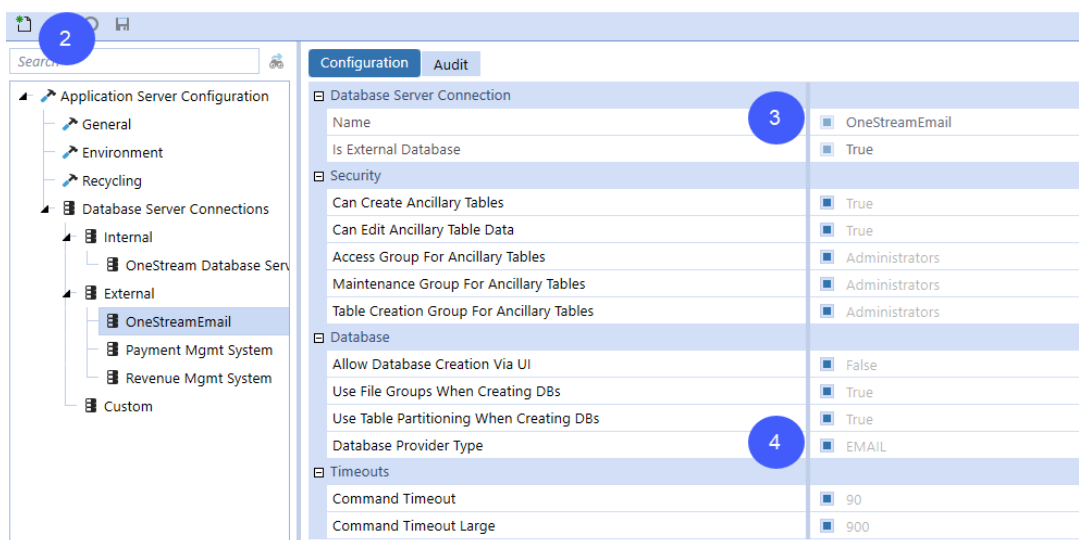 2
Search
Application Server Configuration
General
Environment
Recycling
Database Server Connections
Internal
OneStream Database Serv
External
OneStreamEmail
Payment Mgmt System
Revenue Mgmt System
Custom
Configuration Audit
Database Server Connection
Name 3 OneStreamEmail
Is External Database True
Security
Can Create Ancillary Tables True
Can Edit Ancillary Table Data True
Access Group For Ancillary Tables Administrators
Maintenance Group For Ancillary Tables Administrators
Table Creation Group For Ancillary Tables Administrators
Database
Allow Database Creation Via UI False
Use File Groups When Creating DBs True
Use Table Partitioning When Creating DBs True
Database Provider Type 4 EMAIL
Timeouts
Command Timeout 90
Command Timeout Large 900